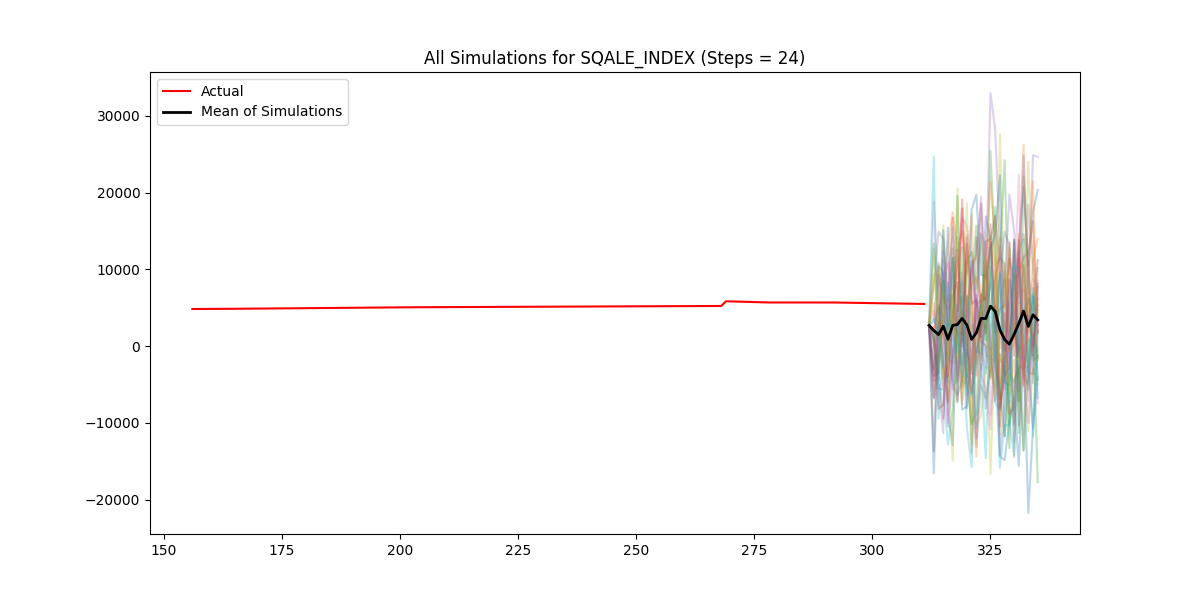 All Simulations for SQALE_INDEX (Steps = 24)
Actual
Mean of Simulations
30000
20000
10000
0
−10000
−20000
150 175 200 225 250 275 300 325